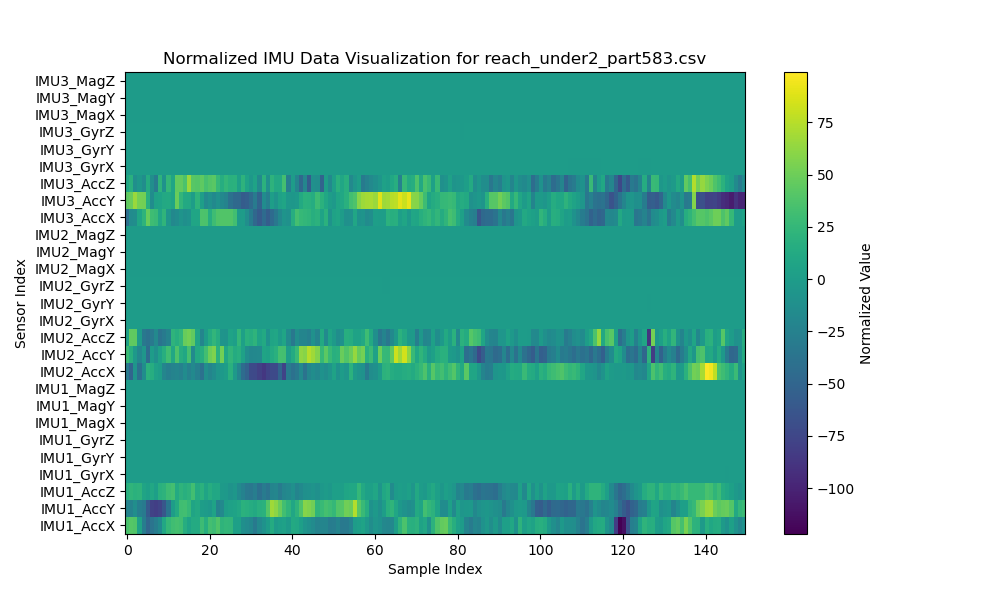 Normalized IMU Data Visualization for reach_under2_part583.csv
IMU3_MagZ
IMU3_MagY
IMU3_MagX
IMU3_GyrZ
IMU3_GyrY
IMU3_GyrX
IMU3_AccZ
IMU3_AccY
IMU3_AccX
IMU2_MagZ
IMU2_MagY
IMU2_MagX
IMU2_GyrZ
IMU2_GyrY
IMU2_GyrX
IMU2_AccZ
IMU2_AccY
IMU2_AccX
IMU1_MagZ
IMU1_MagY
IMU1_MagX
IMU1_GyrZ
IMU1_GyrY
IMU1_GyrX
IMU1_AccZ
IMU1_AccY
IMU1_AccX
Sensor Index
0 20 40 60 80 100 120 140
Sample Index
75
50
25
0
−25
−50
−75
−100
Normalized Value